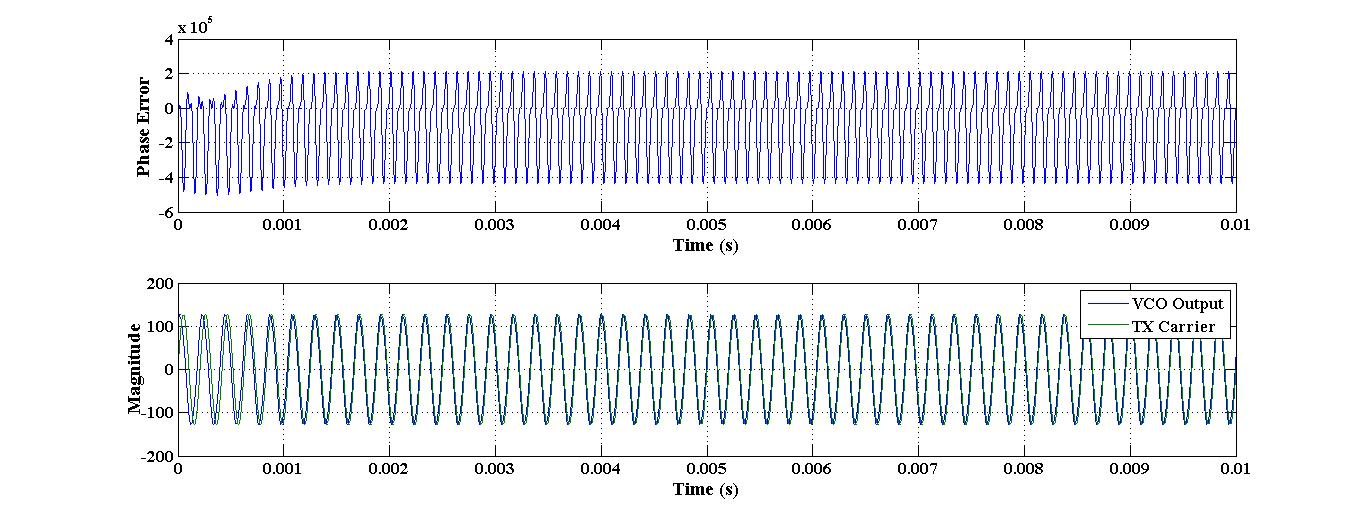 x 10^5
4
2
0
-2
-4
-6
Phase Error
0 0.001 0.002 0.003 0.004 0.005 0.006 0.007 0.008 0.009 0.01
Time (s)
200
100
0
-100
-200
Magnitude
VCO Output
TX Carrier
0 0.001 0.002 0.003 0.004 0.005 0.006 0.007 0.008 0.009 0.01
Time (s)